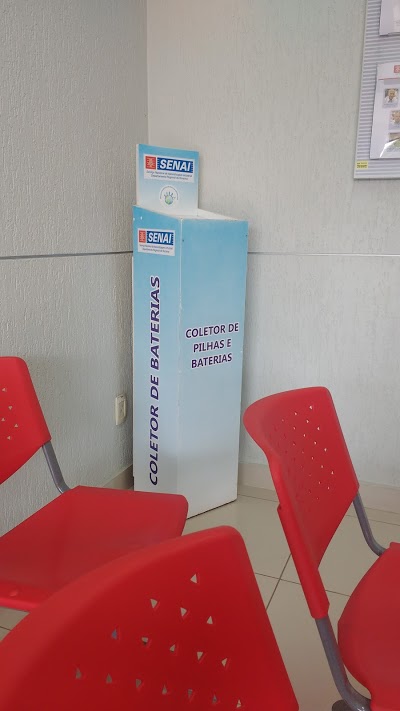 SENAI
SENAI
COLETOR DE BATERIAS
COLETOR DE
PILHAS E
BATERIAS